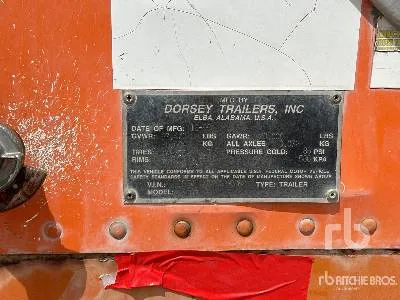 MFG BY
DORSEY TRAILERS, INC
ELBA, ALABAMA, U.S.A.
DATE OF MFG:
GVWR: LBS GAWR: LBS
KG ALL AXLES KG
TIRES: PRESSURE COLD: PSI
RIMS: KPA
THIS VEHICLE CONFORMS TO ALL APPLICABLE U.S.A. FEDERAL MOTOR VEHICLE
SAFETY STANDARDS IN EFFECT ON THE DATE OF MANUFACTURE SHOWN ABOVE.
V.I.N.: TYPE: TRAILER
MODEL:
rb
rb RITCHIE BROS.